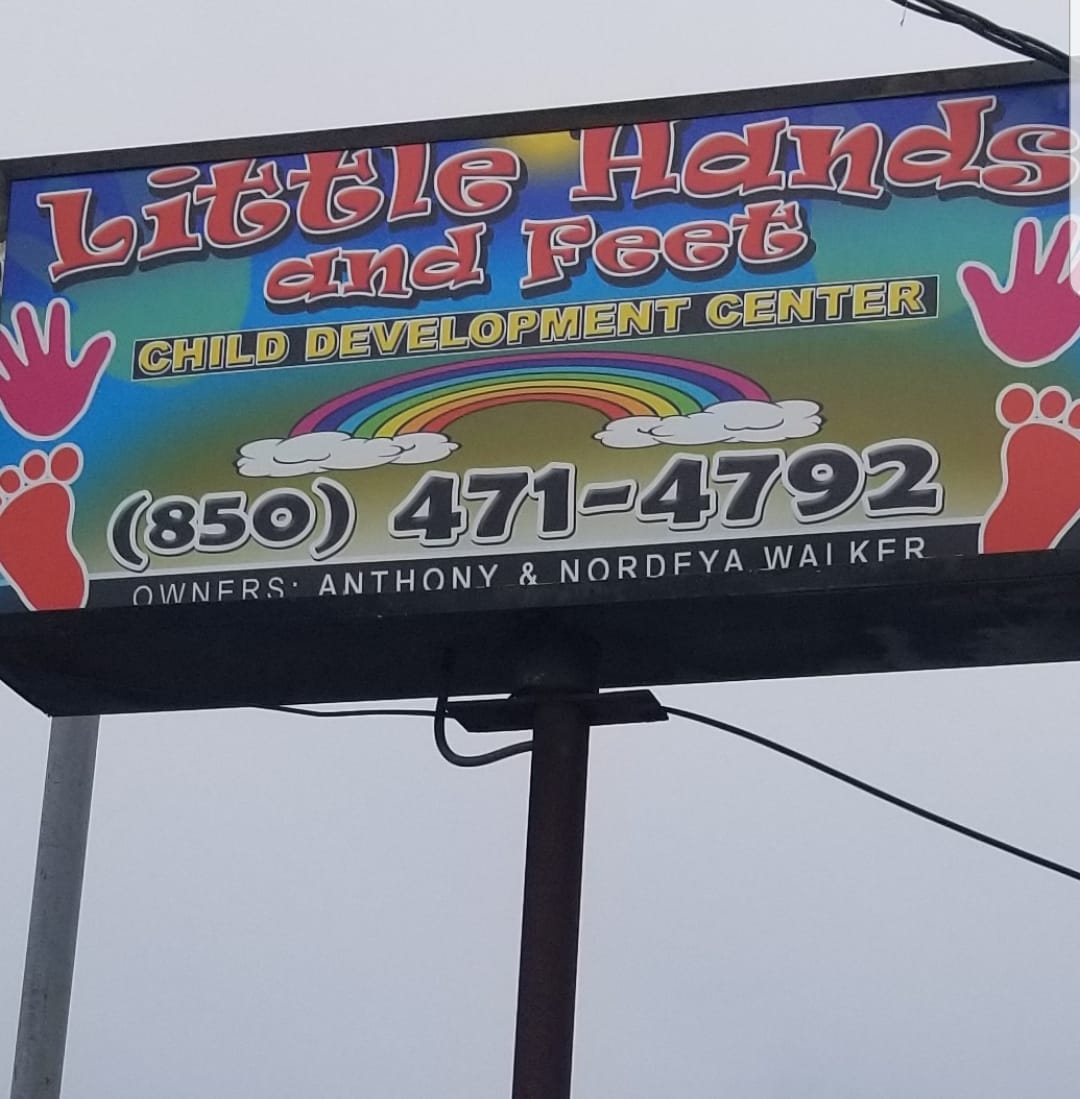 Little Hands
and Feet
CHILD DEVELOPMENT CENTER
(850) 471-4792
OWNERS: ANTHONY & NORDEYA WALKER